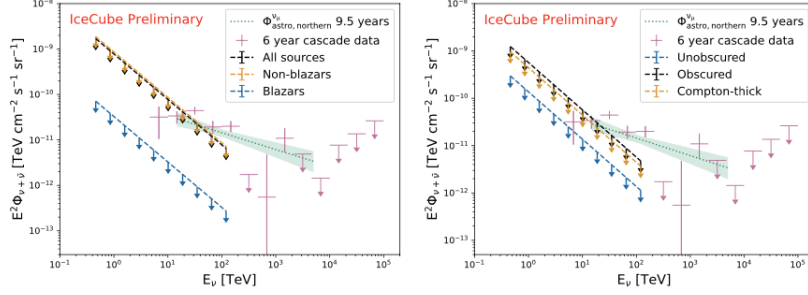 IceCube Preliminary
Φ^{ν_μ}_{astro, northern} 9.5 years
6 year cascade data
All sources
Non-blazars
Blazars
10⁻⁸
10⁻⁹
10⁻¹⁰
10⁻¹¹
10⁻¹²
10⁻¹³
E²Φ_{ν+ν̄} [TeV cm⁻² s⁻¹ sr⁻¹]
10⁻¹ 10⁰ 10¹ 10² 10³ 10⁴ 10⁵
E_ν [TeV]
IceCube Preliminary
Φ^{ν_μ}_{astro, northern} 9.5 years
6 year cascade data
Unobscured
Obscured
Compton-thick
10⁻⁸
10⁻⁹
10⁻¹⁰
10⁻¹¹
10⁻¹²
10⁻¹³
E²Φ_{ν+ν̄} [TeV cm⁻² s⁻¹ sr⁻¹]
10⁻¹ 10⁰ 10¹ 10² 10³ 10⁴ 10⁵
E_ν [TeV]